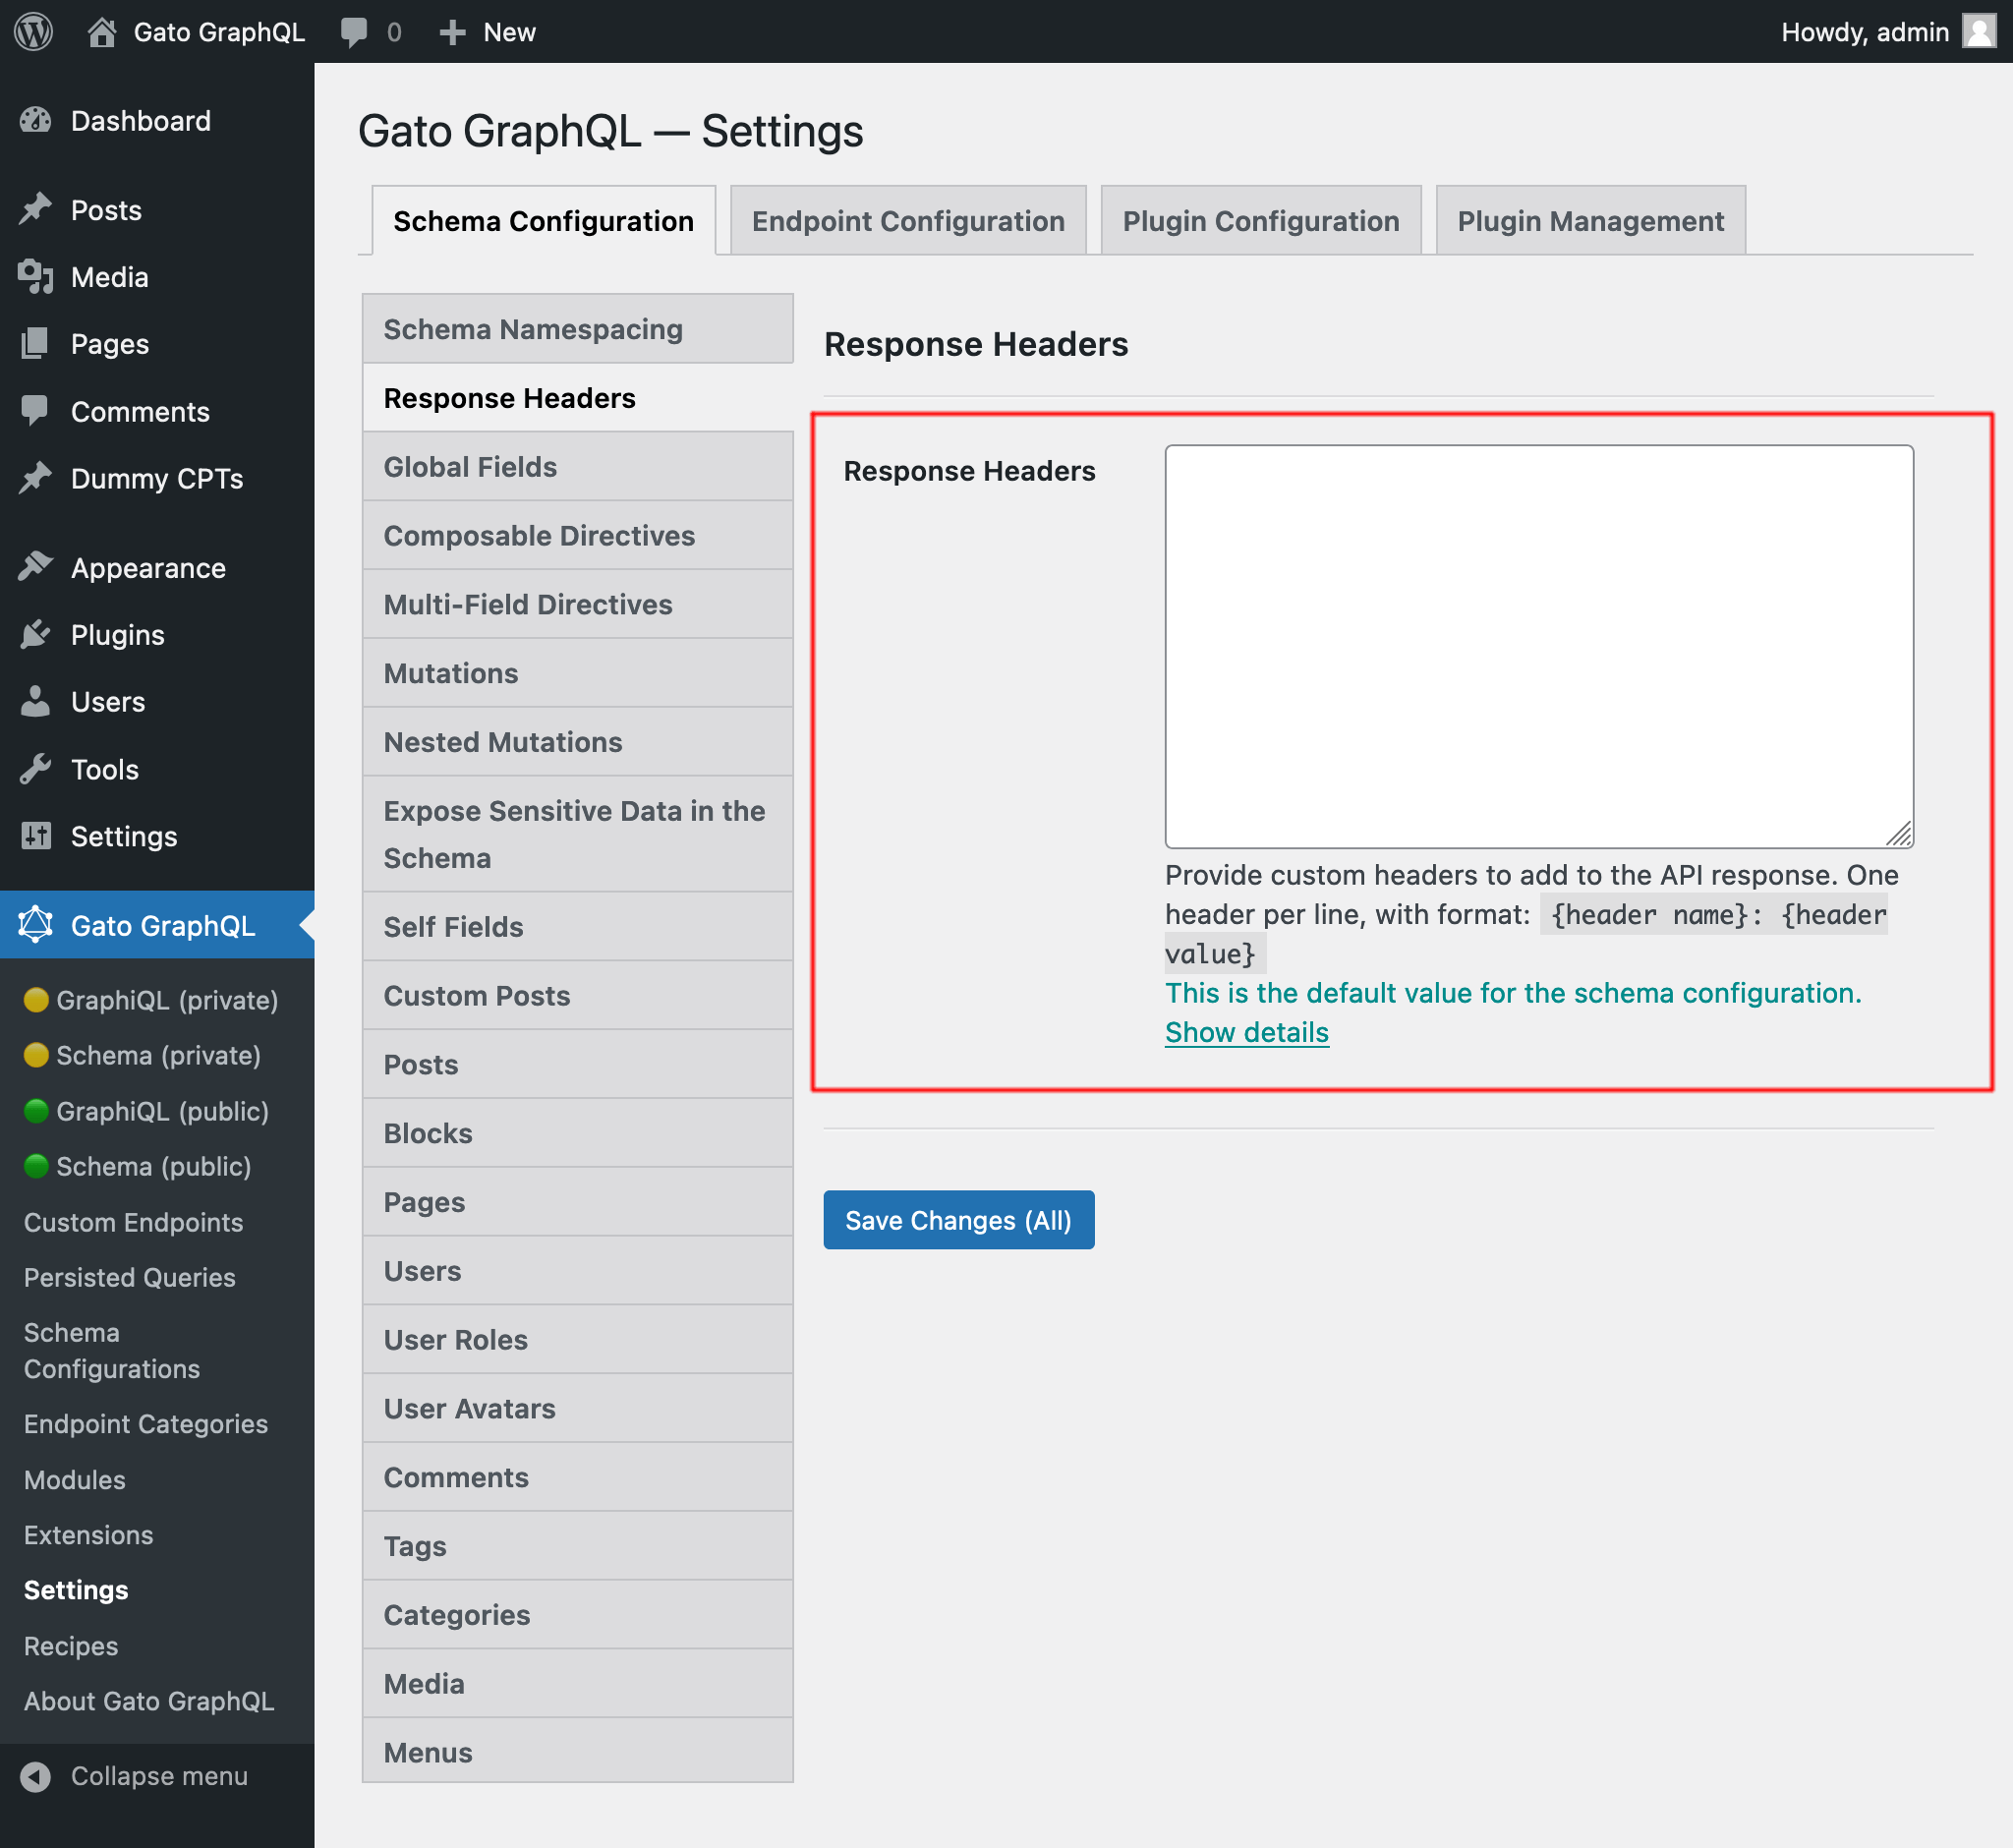 Gato GraphQL
0
New
Howdy, admin
Dashboard
Posts
Media
Pages
Comments
Dummy CPTs
Appearance
Plugins
Users
Tools
Settings
Gato GraphQL
GraphiQL (private)
Schema (private)
GraphiQL (public)
Schema (public)
Custom Endpoints
Persisted Queries
Schema
Configurations
Endpoint Categories
Modules
Extensions
Settings
Recipes
About Gato GraphQL
Collapse menu
Gato GraphQL — Settings
Schema Configuration
Endpoint Configuration
Plugin Configuration
Plugin Management
Schema Namespacing
Response Headers
Global Fields
Composable Directives
Multi-Field Directives
Mutations
Nested Mutations
Expose Sensitive Data in the
Schema
Self Fields
Custom Posts
Posts
Blocks
Pages
Users
User Roles
User Avatars
Comments
Tags
Categories
Media
Menus
Response Headers
Response Headers
Provide custom headers to add to the API response. One
header per line, with format: {header name}: {header
value}
This is the default value for the schema configuration.
Show details
Save Changes (All)